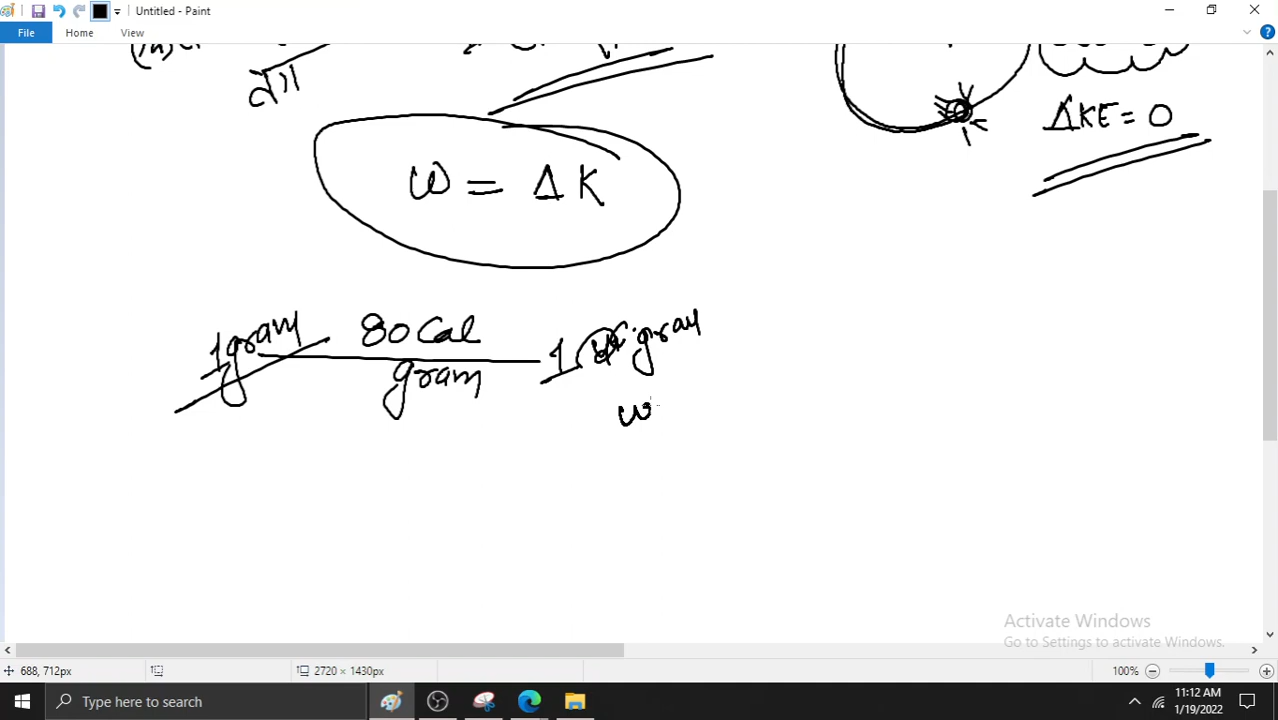 Untitled - Paint
File Home View
ΔKE = 0
W = ΔK
1gram 80 Cal 1 gram
gram
w
Activate Windows
Go to Settings to activate Windows.
688, 712px 2720 × 1430px 100%
Type here to search
11:12 AM
1/19/2022